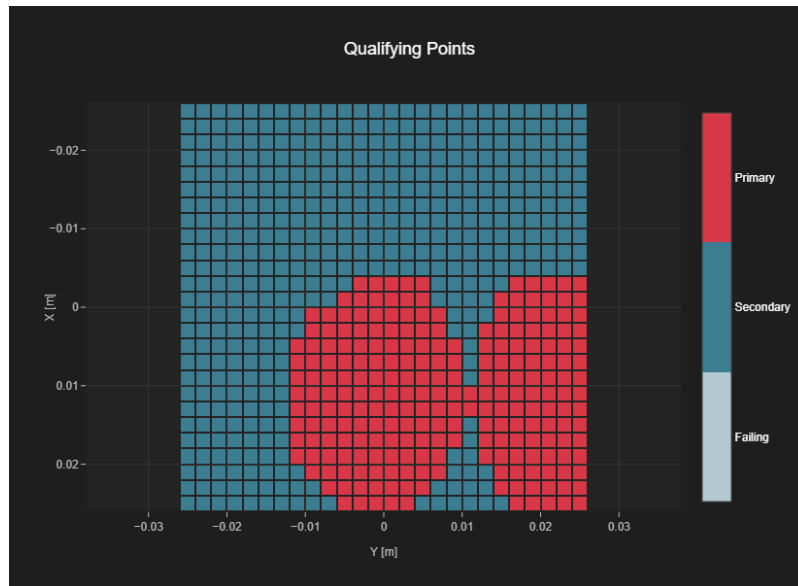 Qualifying Points
−0.02
−0.01
0
0.01
0.02
X [m]
−0.03
−0.02
−0.01
0
0.01
0.02
0.03
Y [m]
Primary
Secondary
Failing